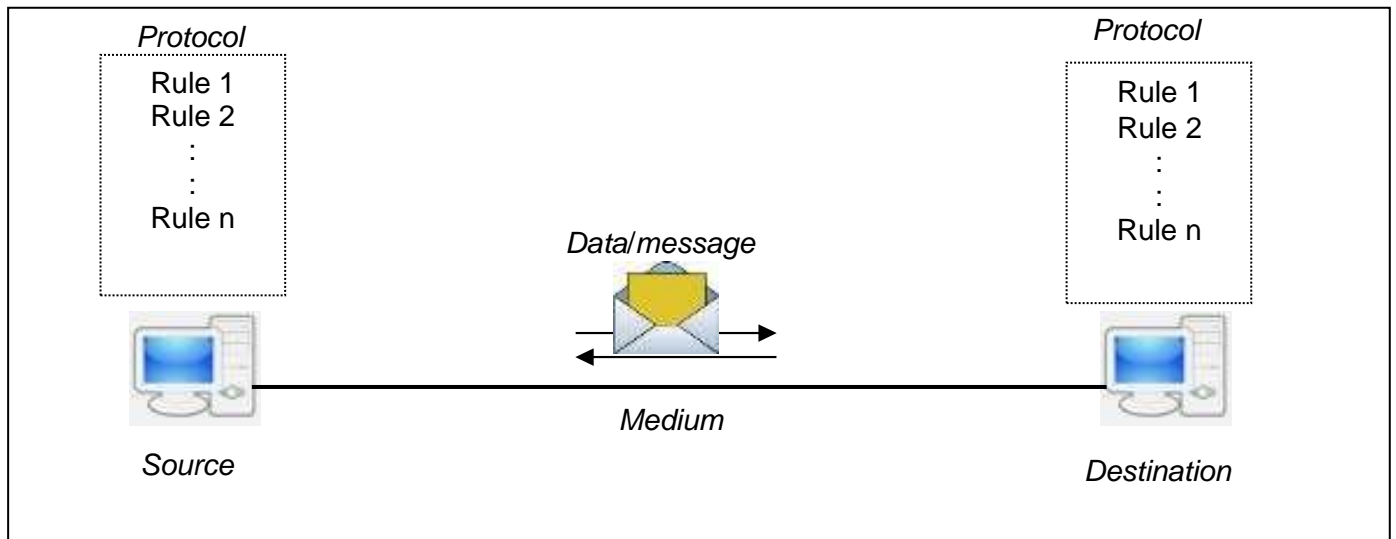 Protocol
Rule 1
Rule 2
:
:
Rule n
Protocol
Rule 1
Rule 2
:
:
Rule n
Data/message
Medium
Source
Destination